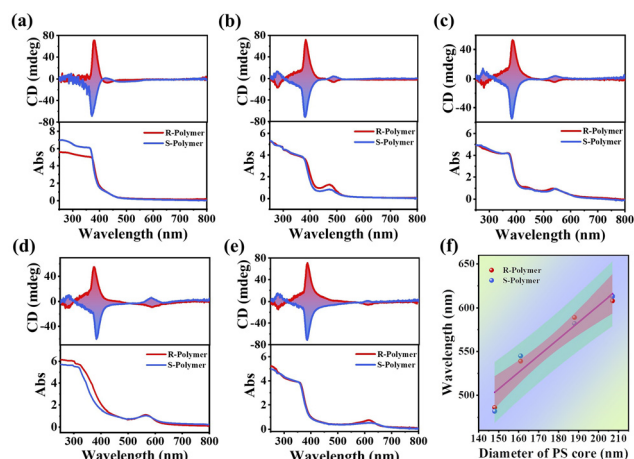 (a)
80
40
0
-40
-80
CD (mdeg)
R-Polymer
S-Polymer
8
6
4
2
0
Abs
300 400 500 600 700 800
Wavelength (nm)
(b)
80
40
0
-40
-80
CD (mdeg)
R-Polymer
S-Polymer
6
4
2
0
Abs
300 400 500 600 700 800
Wavelength (nm)
(c)
40
0
-40
CD (mdeg)
R-Polymer
S-Polymer
6
4
2
0
Abs
300 400 500 600 700 800
Wavelength (nm)
(d)
40
0
-40
CD (mdeg)
R-Polymer
S-Polymer
6
4
2
0
Abs
300 400 500 600 700 800
Wavelength (nm)
(e)
80
40
0
-40
-80
CD (mdeg)
R-Polymer
S-Polymer
6
4
2
0
Abs
300 400 500 600 700 800
Wavelength (nm)
(f)
650
600
550
500
Wavelength (nm)
R-Polymer
S-Polymer
140 150 160 170 180 190 200 210
Diameter of PS core (nm)